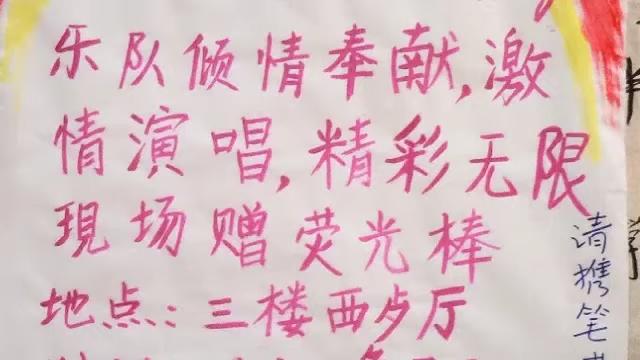 乐队倾情奉献,激
情演唱,精彩无限
現场赠荧光棒
地点:三楼西歺厅
请携笔